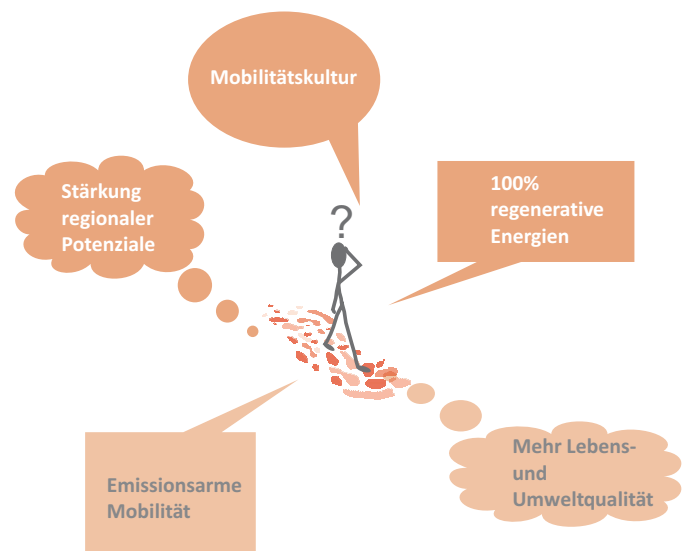 Mobilitätskultur
Stärkung
regionaler
Potenziale
100%
regenerative
Energien
?
Emissionsarme
Mobilität
Mehr Lebens-
und
Umweltqualität